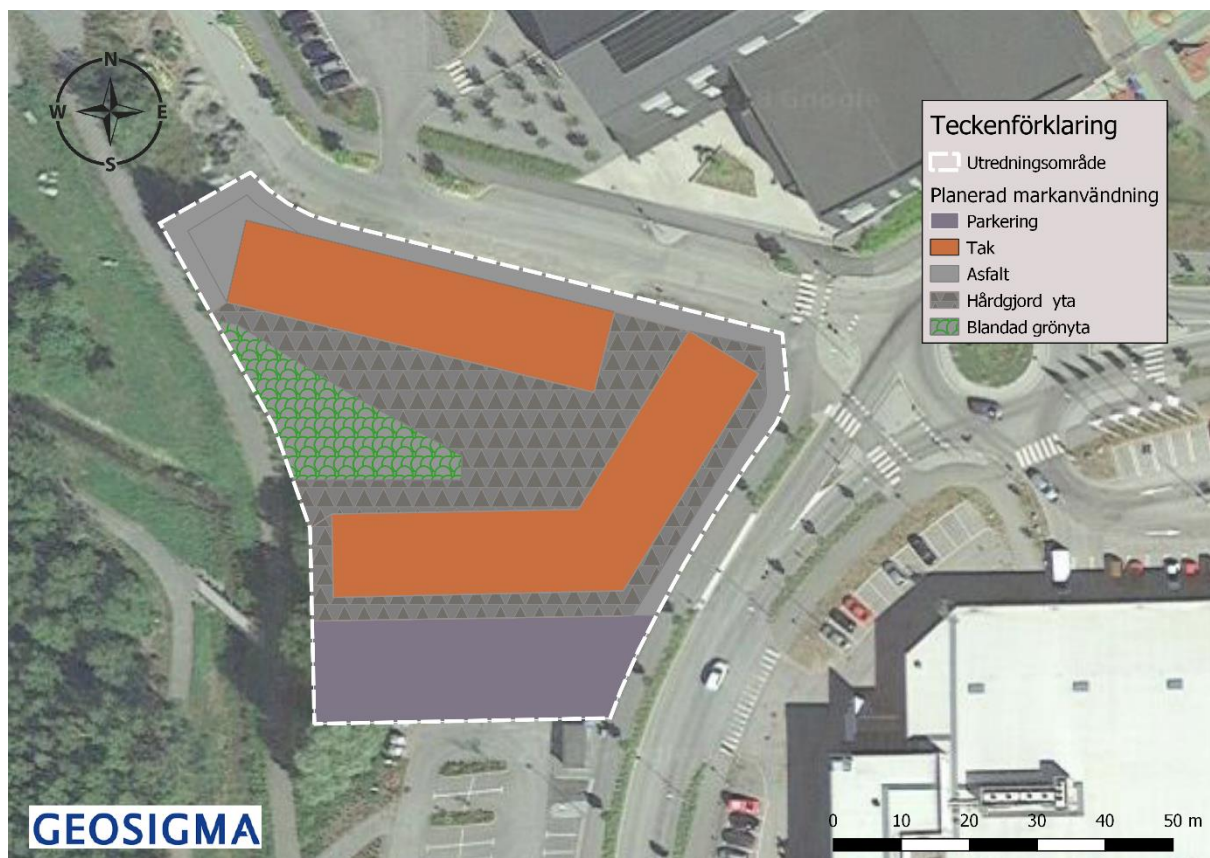 N
W E
S
Teckenförklaring
Utredningsområde
Planerad markanvändning
Parkering
Tak
Asfalt
Hårdgjord yta
Blandad grönyta
GEOSIGMA
0 10 20 30 40 50 m